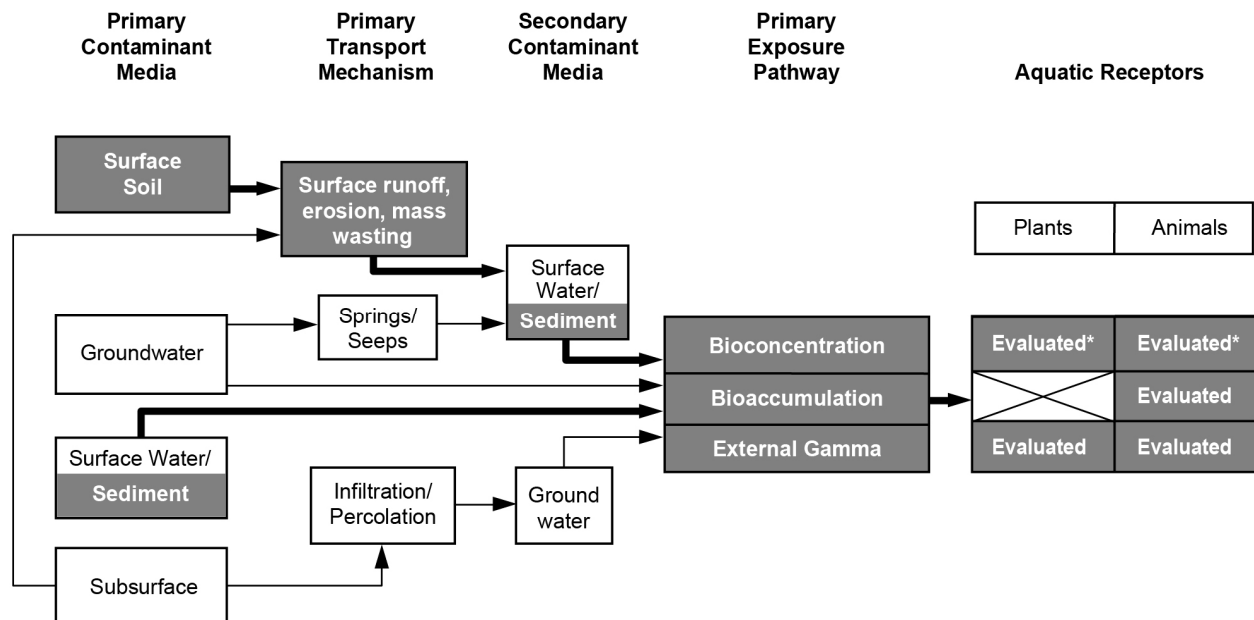 Primary
Contaminant
Media
Primary
Transport
Mechanism
Secondary
Contaminant
Media
Primary
Exposure
Pathway
Aquatic Receptors
Surface
Soil
Surface runoff,
erosion, mass
wasting
Plants
Animals
Surface
Water/
Sediment
Springs/
Seeps
Groundwater
Bioconcentration
Evaluated*
Evaluated*
Bioaccumulation
Evaluated
External Gamma
Evaluated
Evaluated
Surface Water/
Sediment
Infiltration/
Percolation
Ground
water
Subsurface